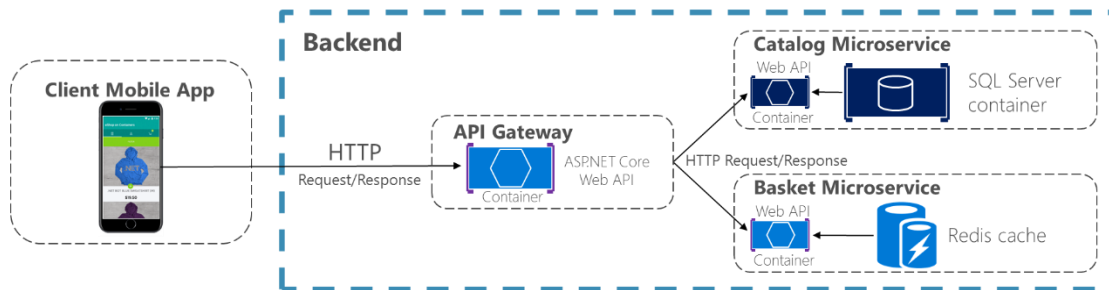 Backend
Client Mobile App
.NET
HTTP
Request/Response
API Gateway
ASP.NET Core
Web API
Container
HTTP Request/Response
Catalog Microservice
Web API
Container
SQL Server
container
Basket Microservice
Web API
Container
Redis cache